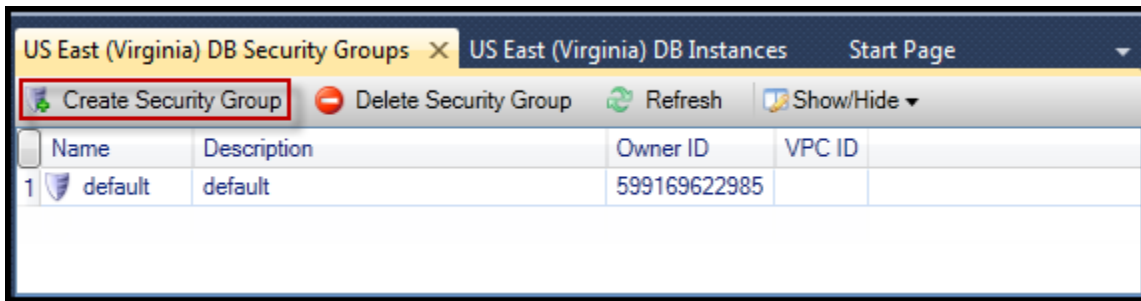 US East (Virginia) DB Security Groups US East (Virginia) DB Instances Start Page
Create Security Group Delete Security Group Refresh Show/Hide
Name Description Owner ID VPC ID
1 default default 599169622985